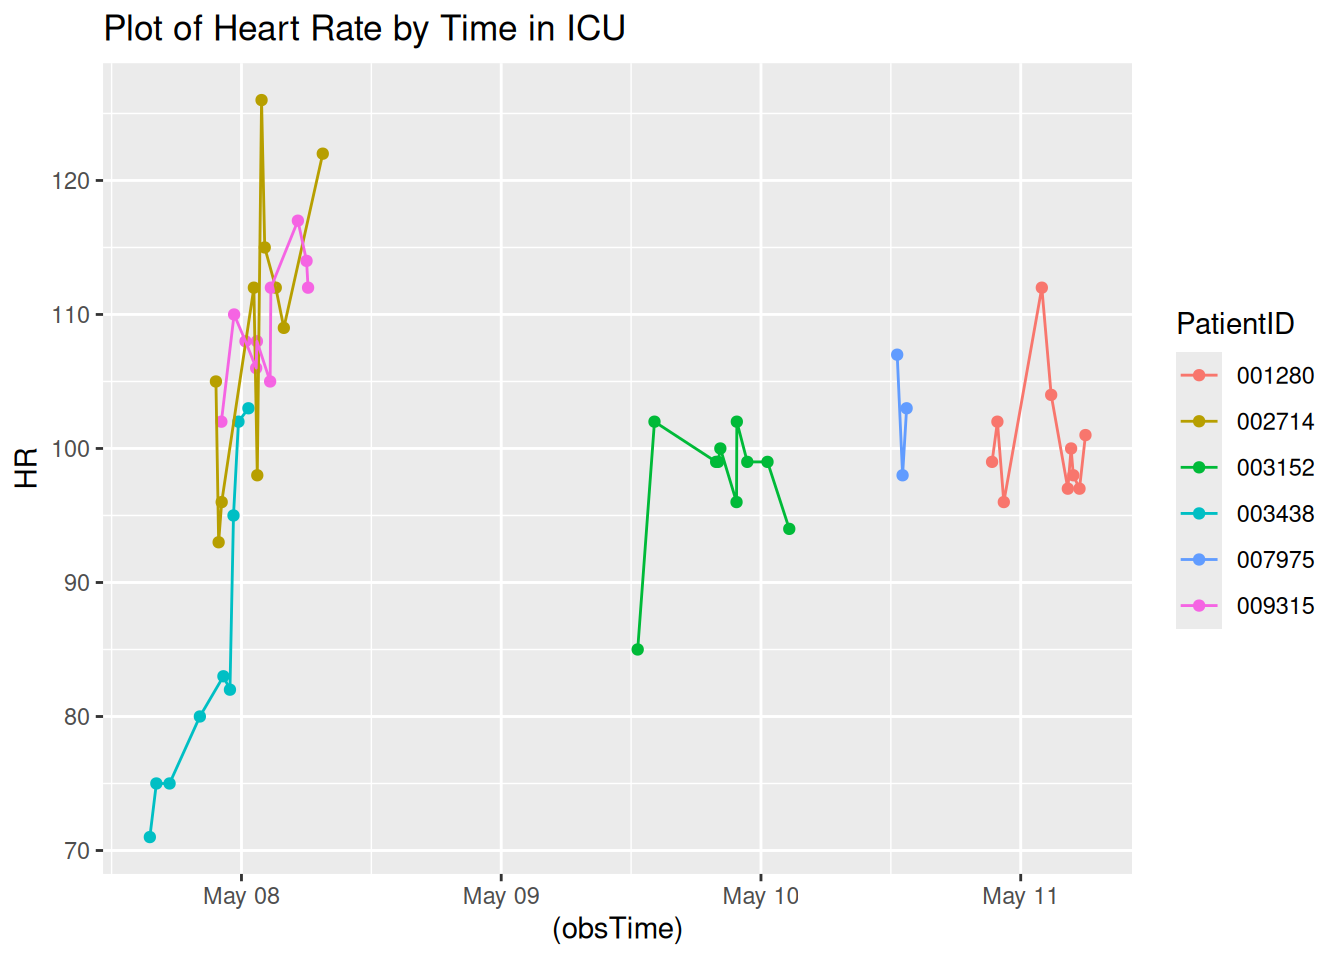 Plot of Heart Rate by Time in ICU
HR
120
110
100
90
80
70
May 08
May 09
May 10
May 11
(obsTime)
PatientID
001280
002714
003152
003438
007975
009315